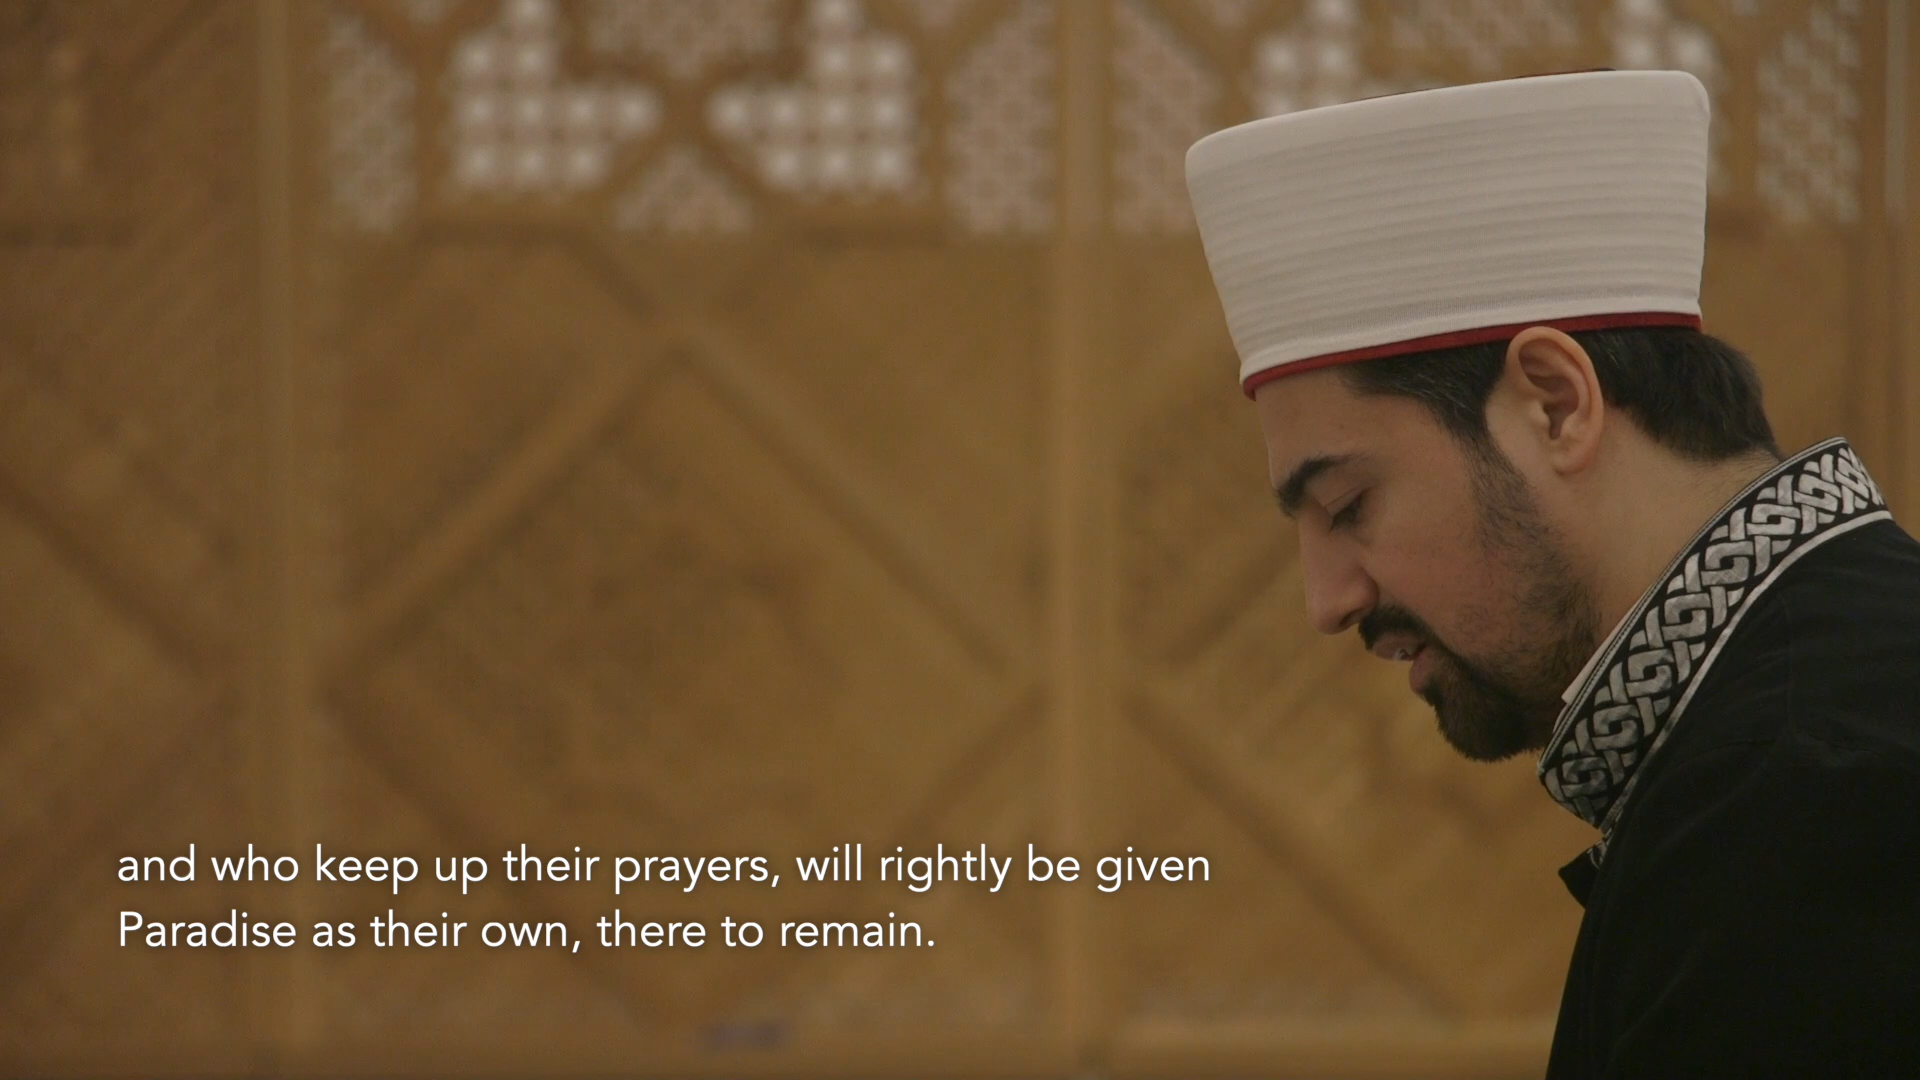 and who keep up their prayers, will rightly be given
Paradise as their own, there to remain.